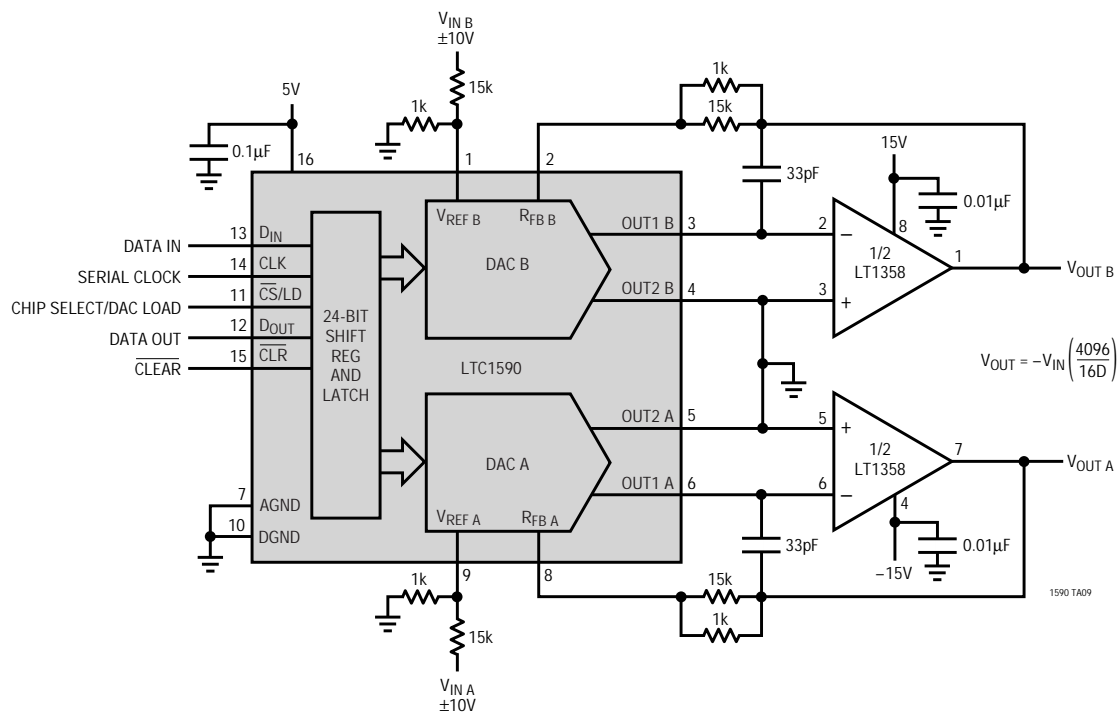 V_IN B
±10V
15k
1k
5V
0.1µF
16
1
2
1k
15k
33pF
15V
0.01µF
8
V_REF B
R_FB B
DAC B
OUT1 B
3
2
−
1/2
LT1358
1
V_OUT B
OUT2 B
4
3
+
DATA IN
13
D_IN
SERIAL CLOCK
14
CLK
CHIP SELECT/DAC LOAD
11
C̅S̅/LD
DATA OUT
12
D_OUT
C̅L̅E̅A̅R̅
15
C̅L̅R̅
24-BIT
SHIFT
REG
AND
LATCH
LTC1590
V_OUT = −V_IN (4096/16D)
OUT2 A
5
5
+
1/2
LT1358
7
V_OUT A
DAC A
OUT1 A
6
6
−
4
7
AGND
10
DGND
V_REF A
R_FB A
33pF
0.01µF
−15V
9
8
1k
15k
15k
1k
V_IN A
±10V
1590 TA09